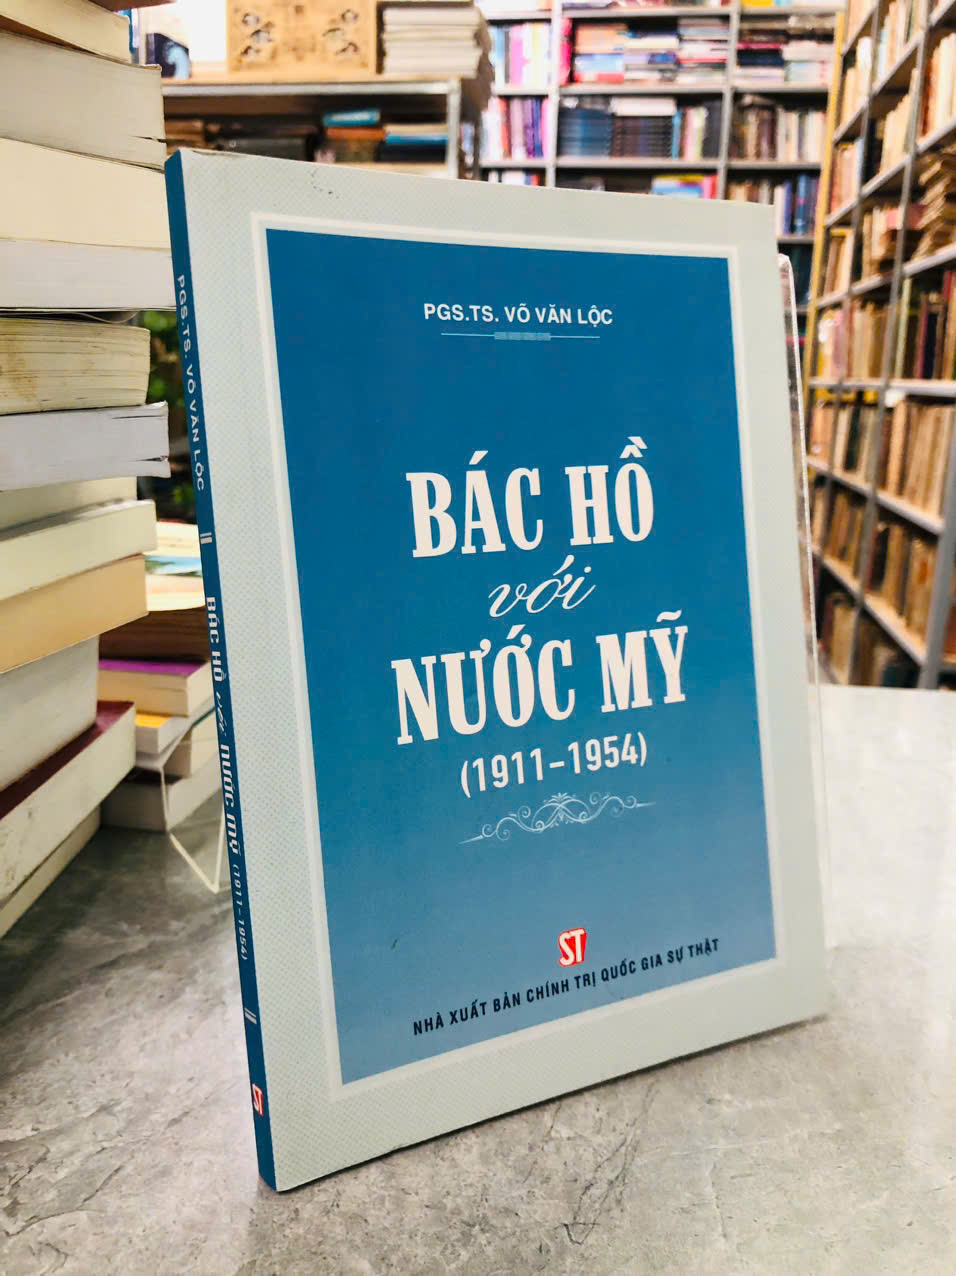 PGS.TS. VÕ VĂN LỘC
BÁC HỒ
với
NƯỚC MỸ
(1911-1954)
ST
NHÀ XUẤT BẢN CHÍNH TRỊ QUỐC GIA SỰ THẬT
PGS.TS. VÕ VĂN LỘC
BÁC HỒ với NƯỚC MỸ (1911-1954)
ST